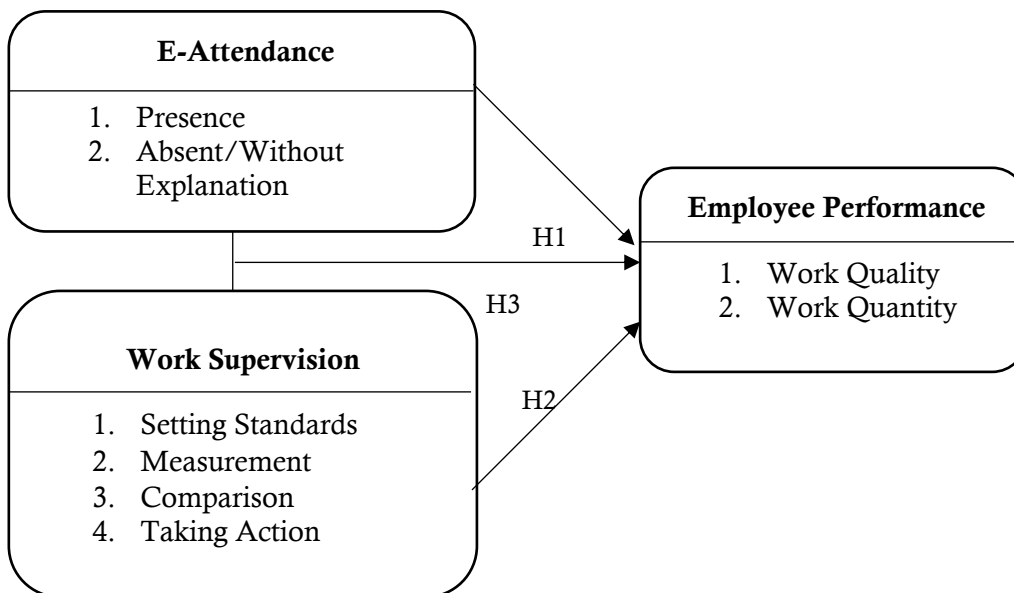 E-Attendance
1. Presence
2. Absent/Without
Explanation
Employee Performance
1. Work Quality
2. Work Quantity
H1
H3
H2
Work Supervision
1. Setting Standards
2. Measurement
3. Comparison
4. Taking Action